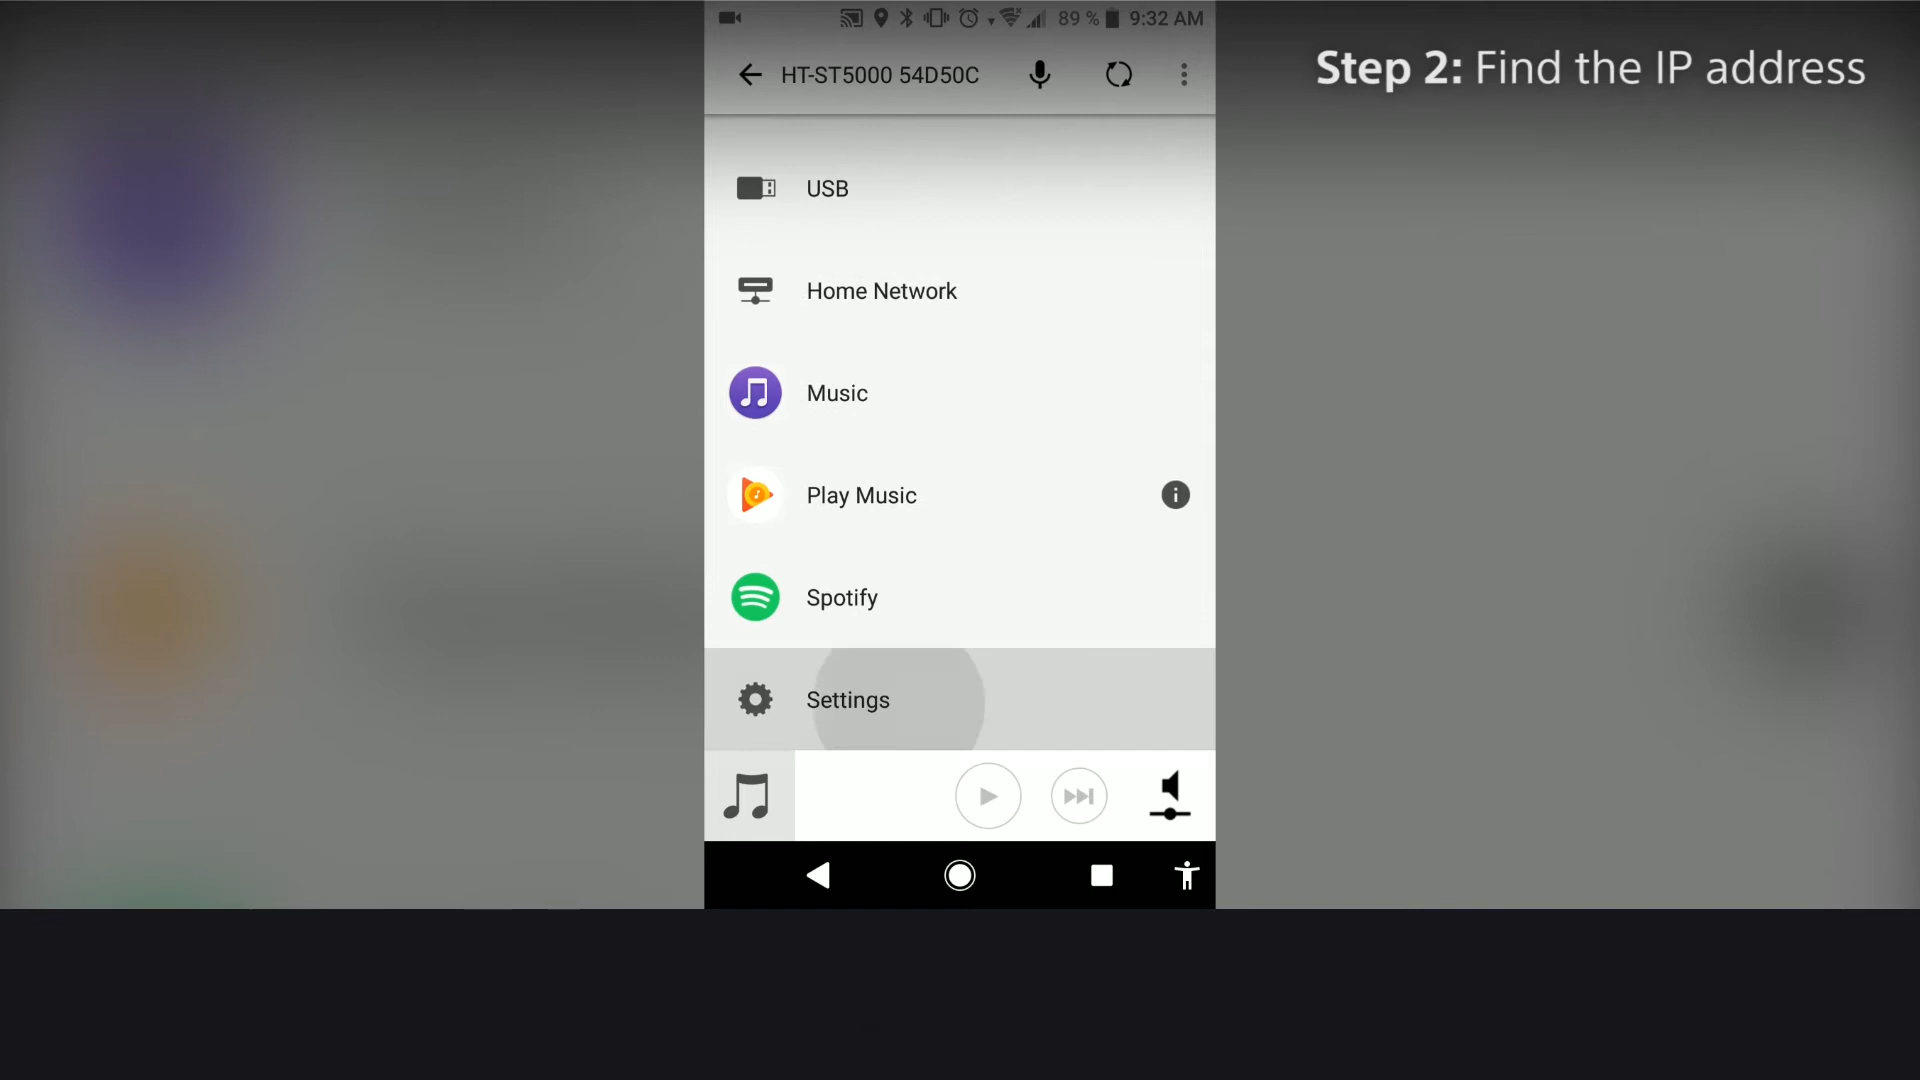 89 % 9:32 AM
HT-ST5000 54D50C
Step 2: Find the IP address
USB
Home Network
Music
Play Music
Spotify
Settings